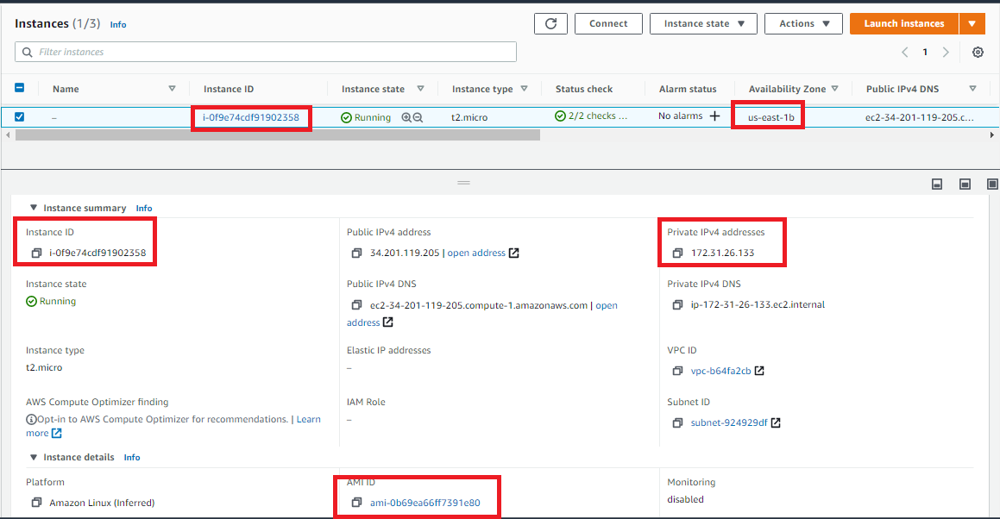 Instances (1/3) Info
Connect Instance state Actions Launch instances
Filter instances
1
Name Instance ID Instance state Instance type Status check Alarm status Availability Zone Public IPv4 DNS
– i-0f9e74cdf91902358 Running t2.micro 2/2 checks ... No alarms + us-east-1b ec2-34-201-119-205.c...
Instance summary Info
Instance ID Public IPv4 address Private IPv4 addresses
i-0f9e74cdf91902358 34.201.119.205 | open address 172.31.26.133
Instance state Public IPv4 DNS Private IPv4 DNS
Running ec2-34-201-119-205.compute-1.amazonaws.com | open ip-172-31-26-133.ec2.internal
address
Instance type Elastic IP addresses VPC ID
t2.micro – vpc-b64fa2cb
AWS Compute Optimizer finding IAM Role Subnet ID
Opt-in to AWS Compute Optimizer for recommendations. | Learn – subnet-924929df
more
Instance details Info
Platform AMI ID Monitoring
Amazon Linux (Inferred) ami-0b69ea66ff7391e80 disabled